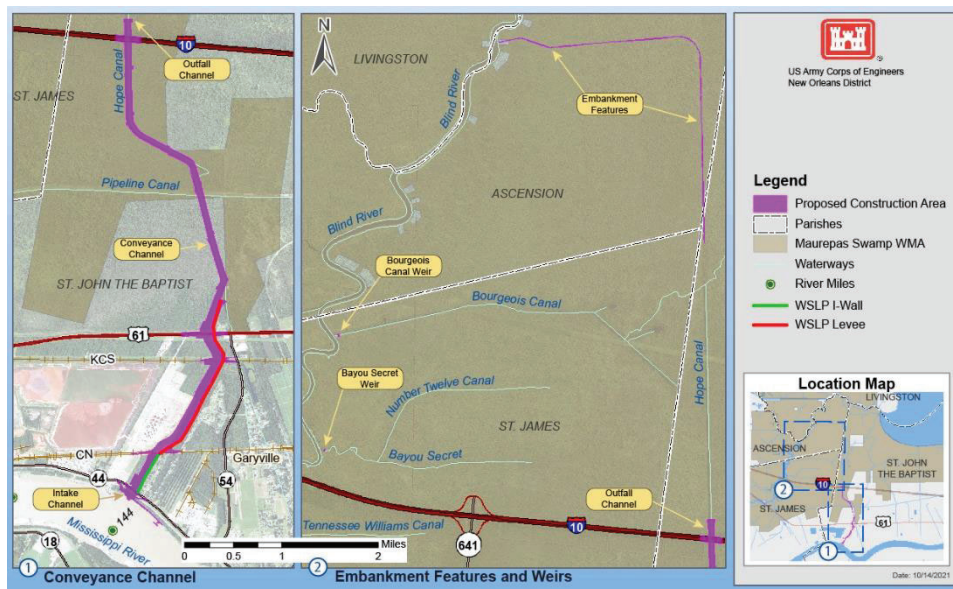 10
Outfall
Channel
Hope Canal
ST. JAMES
Pipeline Canal
Conveyance
Channel
ST. JOHN THE BAPTIST
61
KCS
CN
Garyville
44
54
Intake
Channel
144
Mississippi River
18
Miles
0 0.5 1 2
1 Conveyance Channel
N
LIVINGSTON
Blind River
Embankment
Features
ASCENSION
Blind River
Bourgeois
Canal Weir
Bourgeois Canal
Bayou Secret
Weir
Number Twelve Canal
Hope Canal
ST. JAMES
Bayou Secret
Outfall
Channel
Tennessee Williams Canal
10
641
2 Embankment Features and Weirs
US Army Corps of Engineers
New Orleans District
Legend
Proposed Construction Area
Parishes
Maurepas Swamp WMA
Waterways
River Miles
WSLP I-Wall
WSLP Levee
Location Map
LIVINGSTON
ASCENSION
ST. JOHN
THE BAPTIST
10
2
ST. JAMES
61
1
Date: 10/14/2021